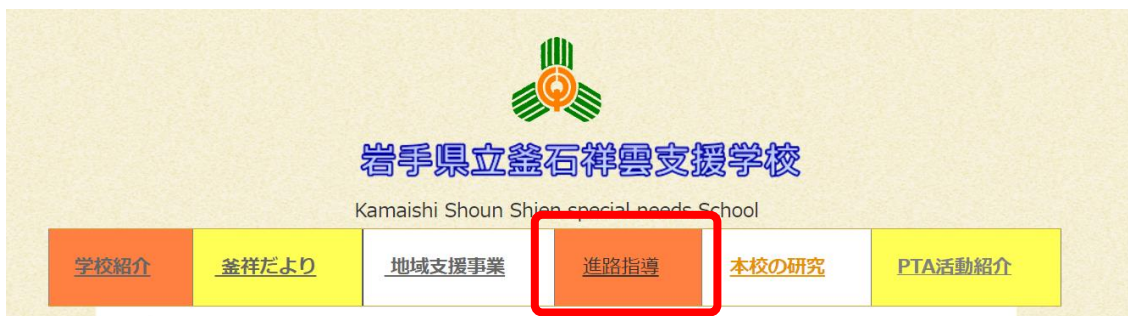 岩手県立釜石祥雲支援学校
Kamaishi Shoun Shien special needs School
学校紹介 釜祥だより 地域支援事業 進路指導 本校の研究 PTA活動紹介